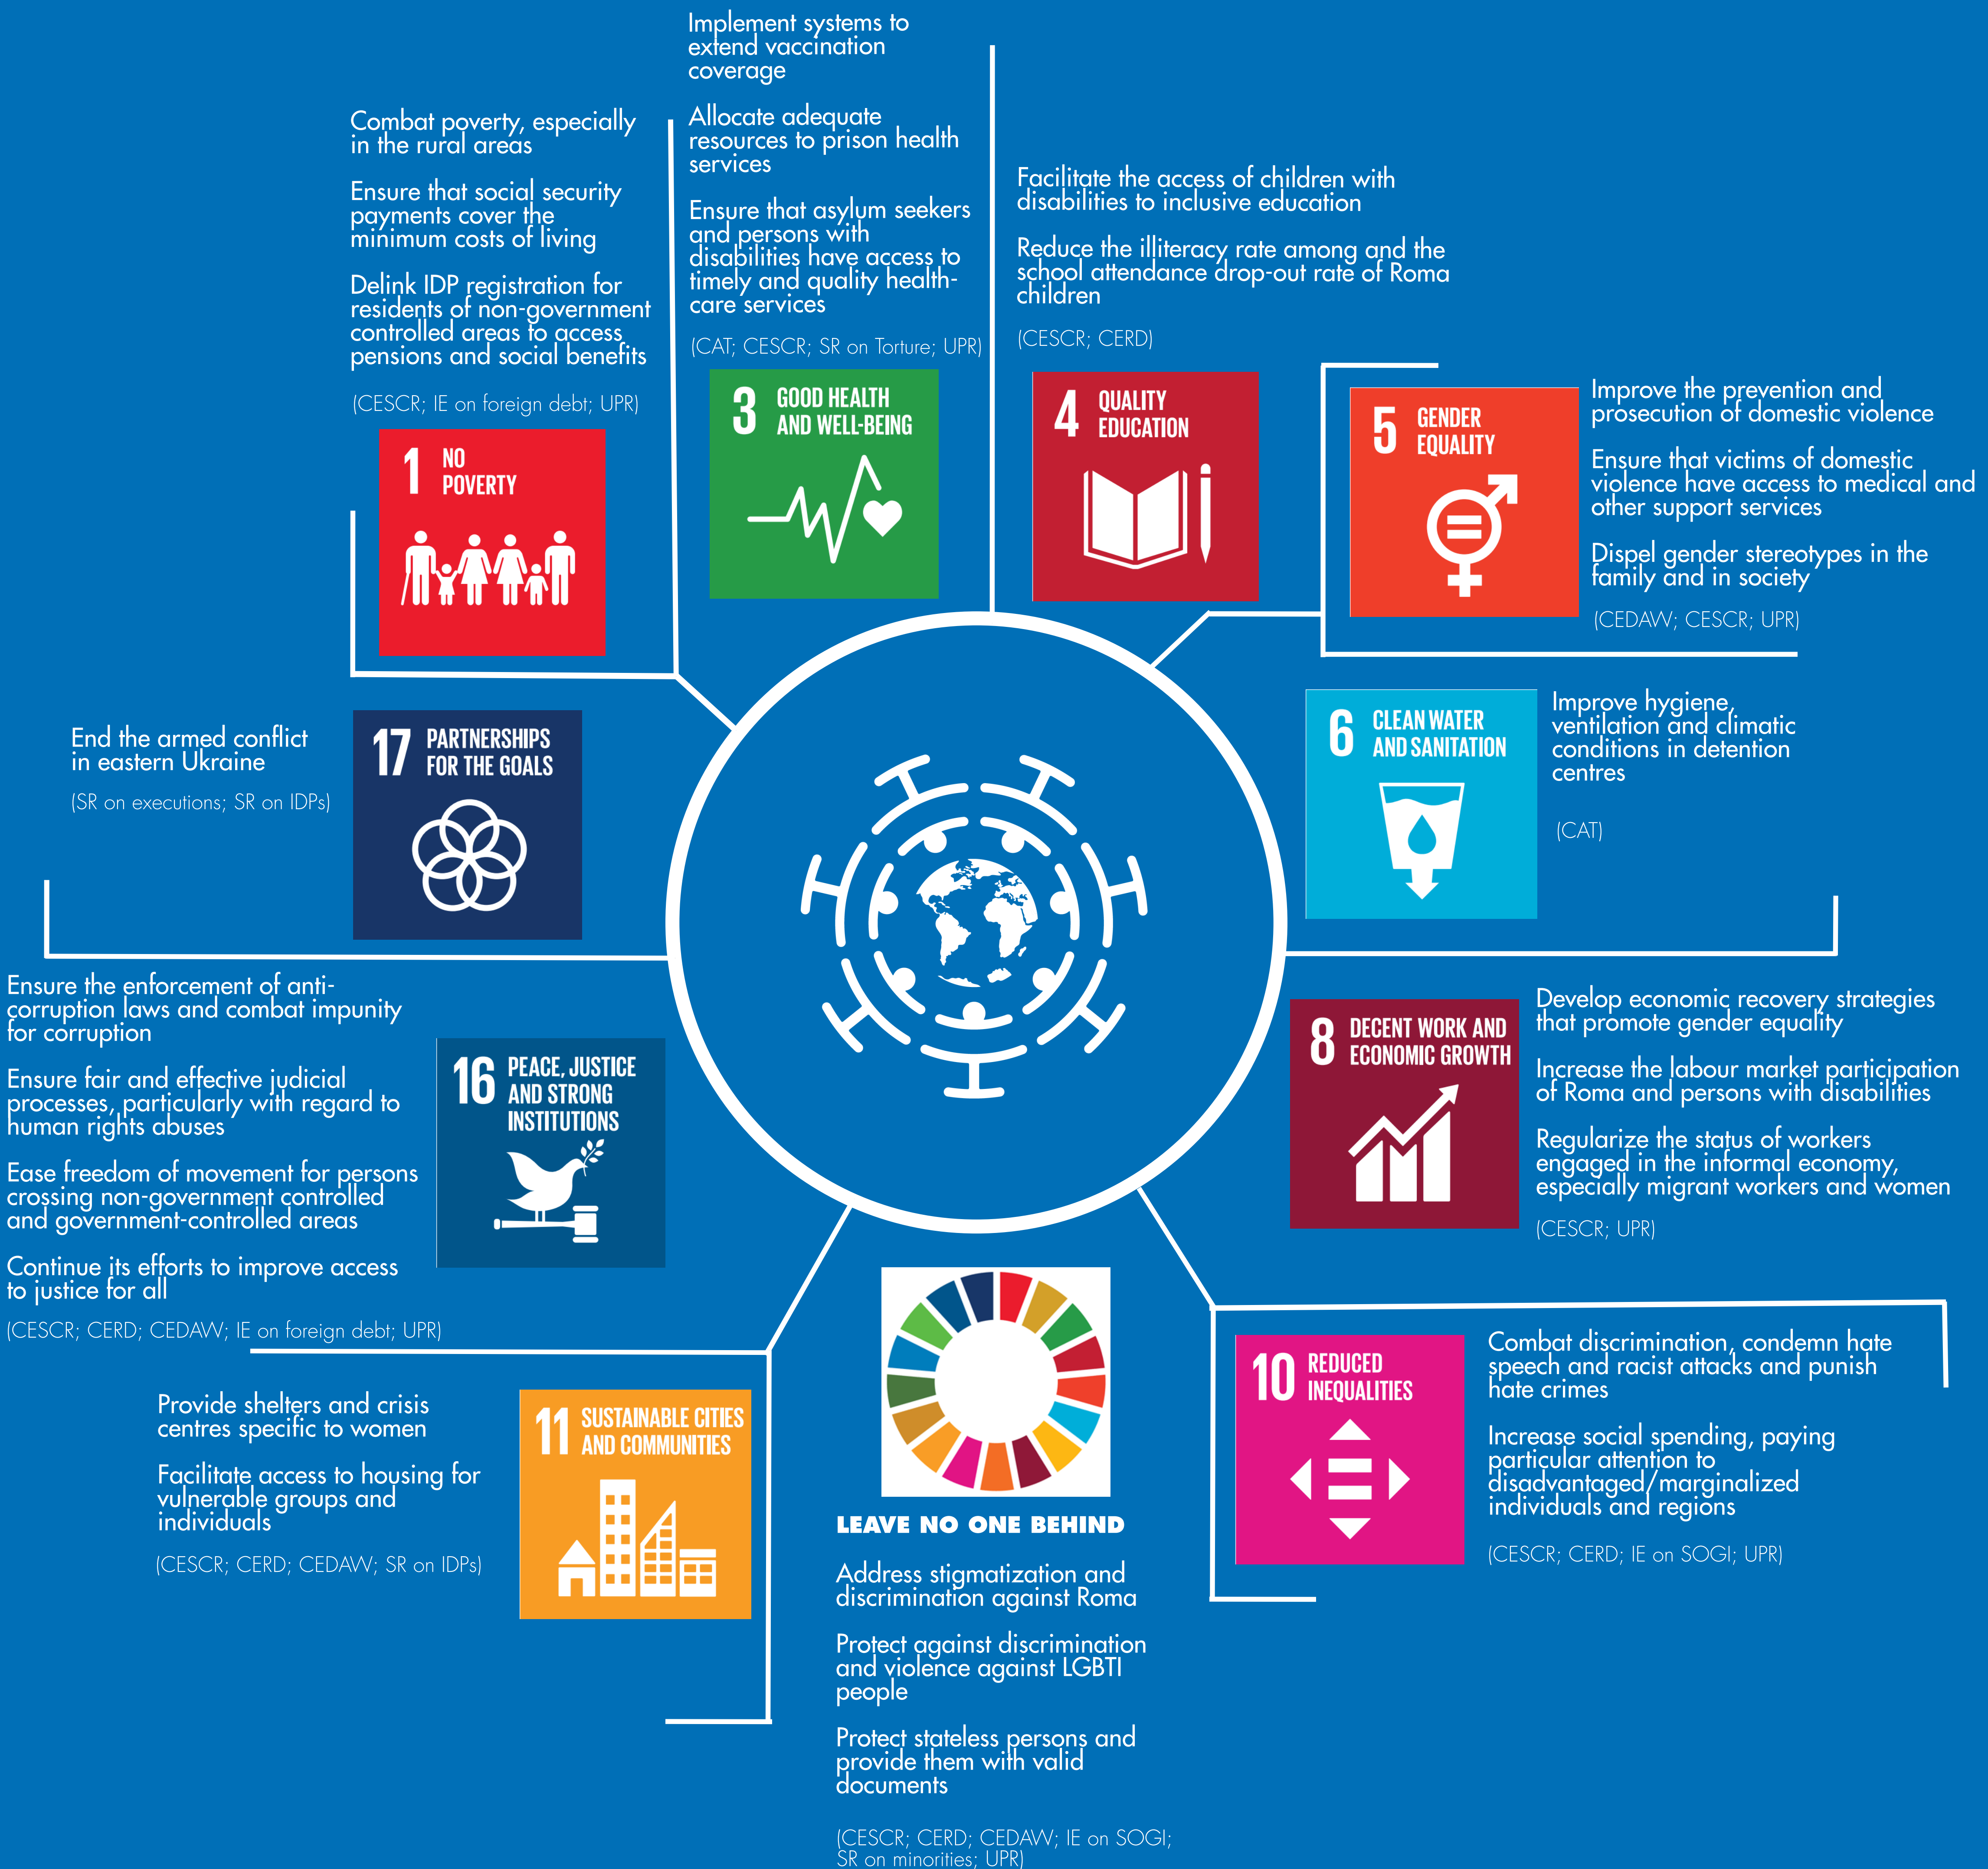 Implement systems to
extend vaccination
coverage
Allocate adequate
resources to prison health
services
Ensure that asylum seekers
and persons with
disabilities have access to
timely and quality health-
care services
(CAT; CESCR; SR on Torture; UPR)
3 GOOD HEALTH
AND WELL-BEING
Combat poverty, especially
in the rural areas
Ensure that social security
payments cover the
minimum costs of living
Delink IDP registration for
residents of non-government
controlled areas to access
pensions and social benefits
(CESCR; IE on foreign debt; UPR)
1 NO
POVERTY
Facilitate the access of children with
disabilities to inclusive education
Reduce the illiteracy rate among and the
school attendance drop-out rate of Roma
children
(CESCR; CERD)
4 QUALITY
EDUCATION
5 GENDER
EQUALITY
Improve the prevention and
prosecution of domestic violence
Ensure that victims of domestic
violence have access to medical and
other support services
Dispel gender stereotypes in the
family and in society
(CEDAW; CESCR; UPR)
End the armed conflict
in eastern Ukraine
(SR on executions; SR on IDPs)
17 PARTNERSHIPS
FOR THE GOALS
6 CLEAN WATER
AND SANITATION
Improve hygiene,
ventilation and climatic
conditions in detention
centres
(CAT)
Ensure the enforcement of anti-
corruption laws and combat impunity
for corruption
Ensure fair and effective judicial
processes, particularly with regard to
human rights abuses
Ease freedom of movement for persons
crossing non-government controlled
and government-controlled areas
Continue its efforts to improve access
to justice for all
(CESCR; CERD; CEDAW; IE on foreign debt; UPR)
16 PEACE, JUSTICE
AND STRONG
INSTITUTIONS
8 DECENT WORK AND
ECONOMIC GROWTH
Develop economic recovery strategies
that promote gender equality
Increase the labour market participation
of Roma and persons with disabilities
Regularize the status of workers
engaged in the informal economy,
especially migrant workers and women
(CESCR; UPR)
Provide shelters and crisis
centres specific to women
Facilitate access to housing for
vulnerable groups and
individuals
(CESCR; CERD; CEDAW; SR on IDPs)
11 SUSTAINABLE CITIES
AND COMMUNITIES
10 REDUCED
INEQUALITIES
Combat discrimination, condemn hate
speech and racist attacks and punish
hate crimes
Increase social spending, paying
particular attention to
disadvantaged/marginalized
individuals and regions
(CESCR; CERD; IE on SOGI; UPR)
LEAVE NO ONE BEHIND
Address stigmatization and
discrimination against Roma
Protect against discrimination
and violence against LGBTI
people
Protect stateless persons and
provide them with valid
documents
(CESCR; CERD; CEDAW; IE on SOGI;
SR on minorities; UPR)